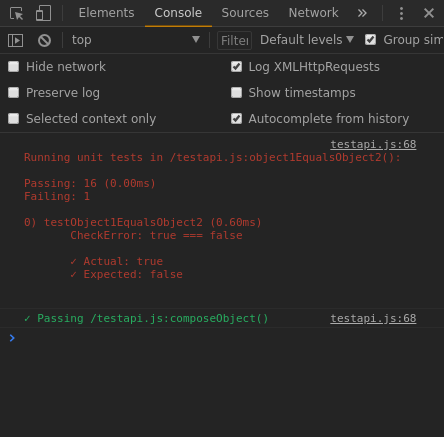 Elements Console Sources Network »
top Filter Default levels Group sim
Hide network Log XMLHttpRequests
Preserve log Show timestamps
Selected context only Autocomplete from history
testapi.js:68
Running unit tests in /testapi.js:object1EqualsObject2():
Passing: 16 (0.00ms)
Failing: 1
0) testObject1EqualsObject2 (0.60ms)
CheckError: true === false
✓ Actual: true
✓ Expected: false
✓ Passing /testapi.js:composeObject() testapi.js:68